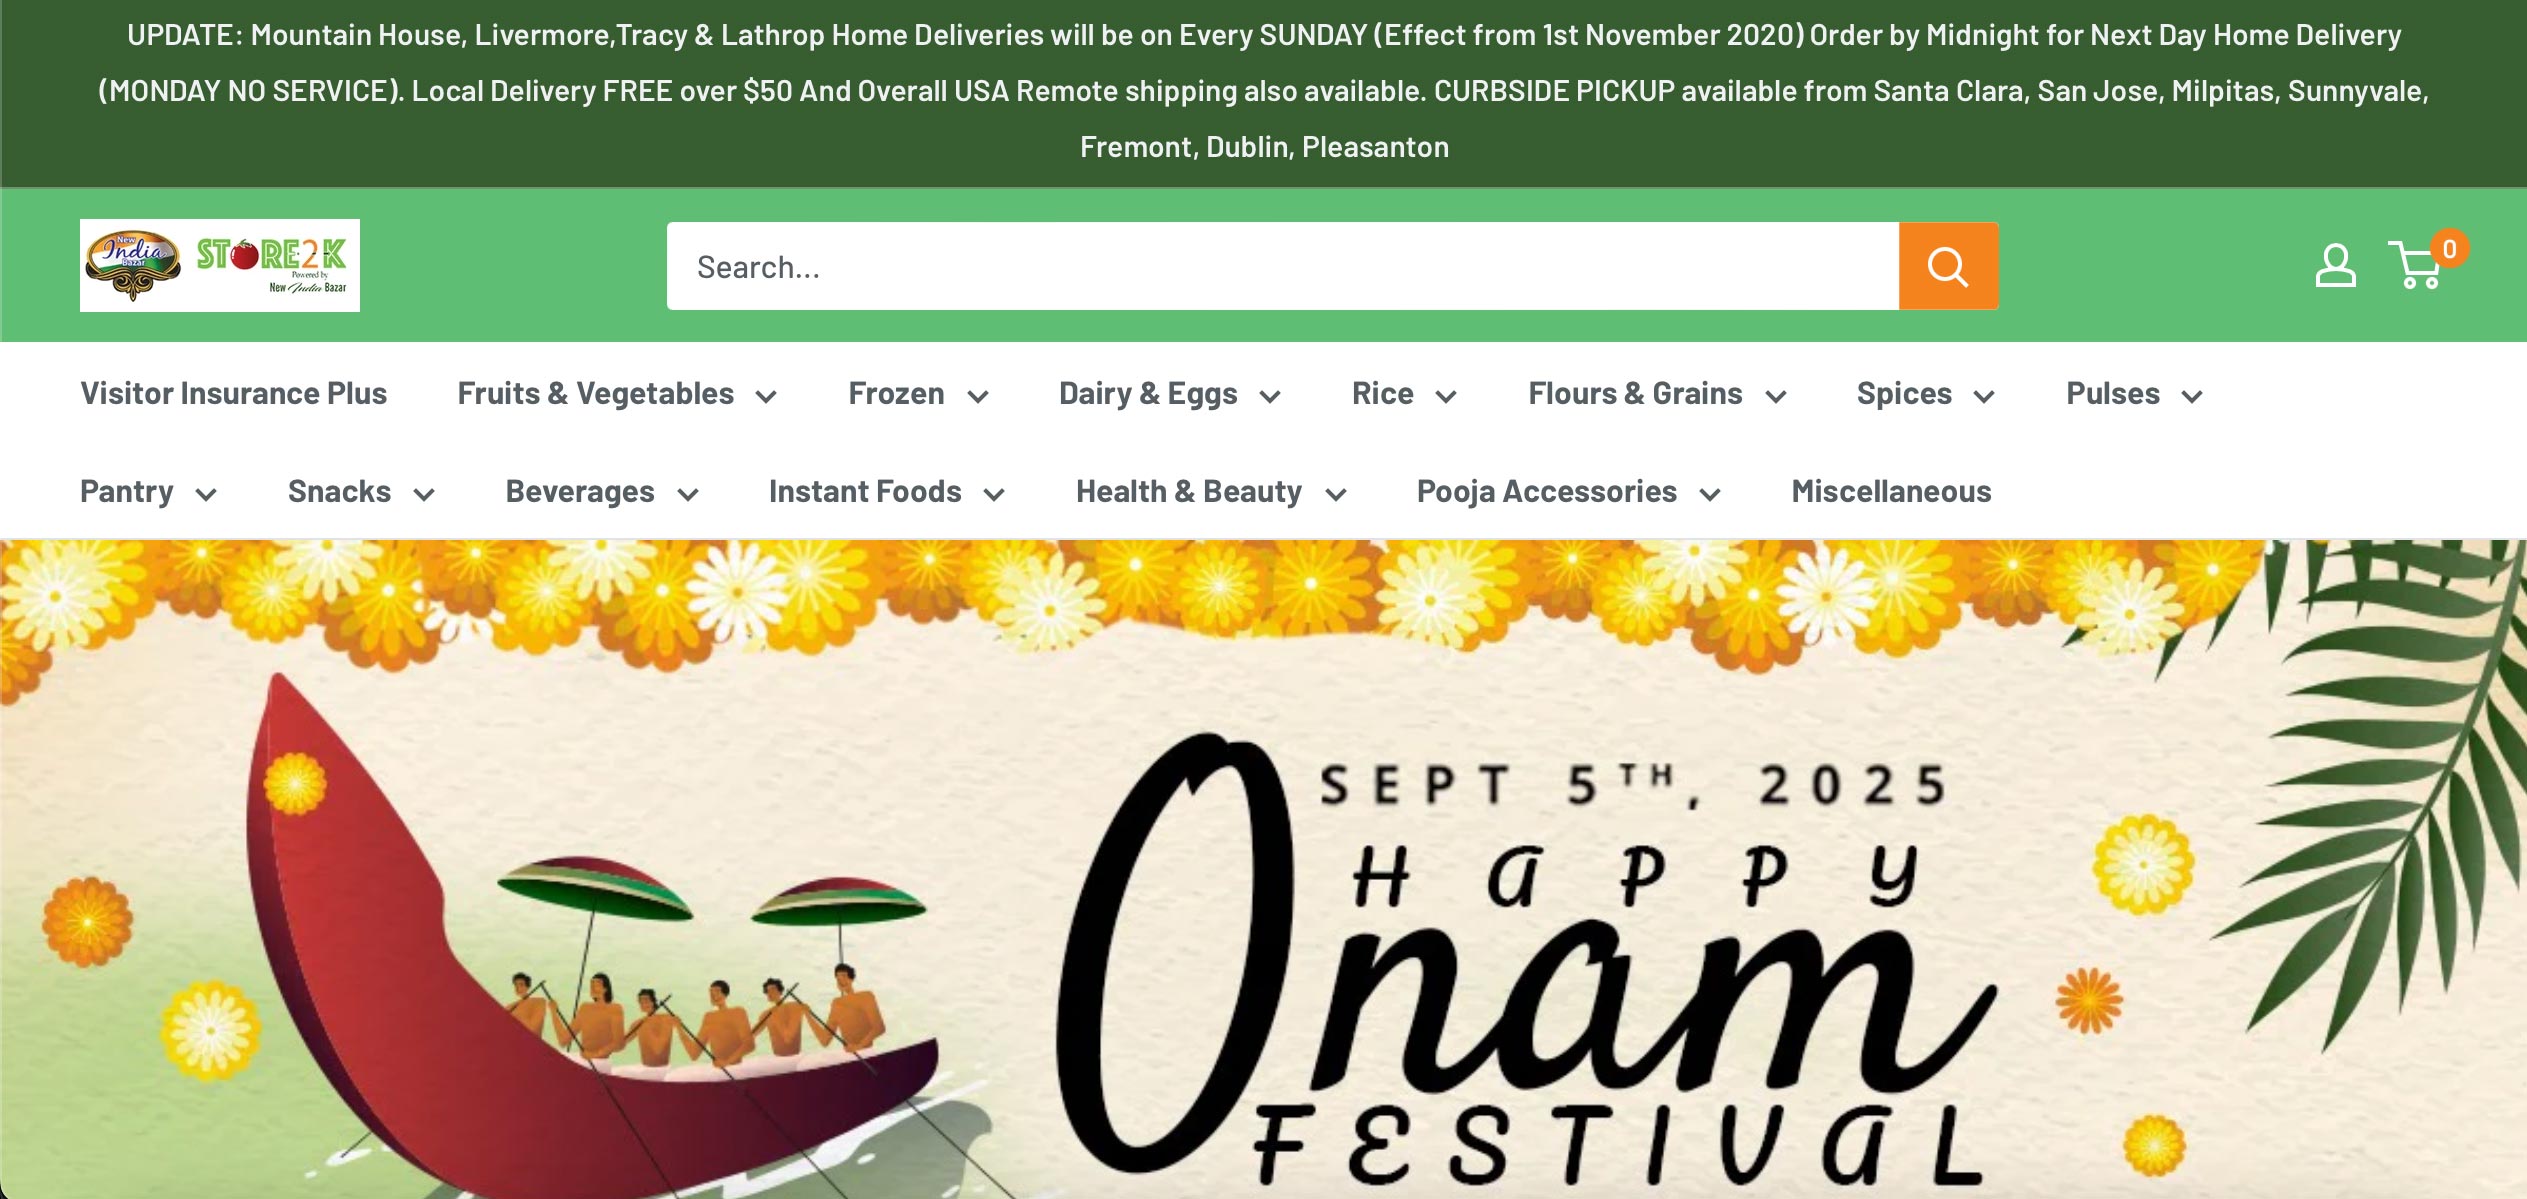 UPDATE: Mountain House, Livermore,Tracy & Lathrop Home Deliveries will be on Every SUNDAY (Effect from 1st November 2020) Order by Midnight for Next Day Home Delivery
(MONDAY NO SERVICE). Local Delivery FREE over $50 And Overall USA Remote shipping also available. CURBSIDE PICKUP available from Santa Clara, San Jose, Milpitas, Sunnyvale,
Fremont, Dublin, Pleasanton
New
India
Bazar
STORE2K
Powered by
New India Bazar
Search...
0
Visitor Insurance Plus Fruits & Vegetables Frozen Dairy & Eggs Rice Flours & Grains Spices Pulses
Pantry Snacks Beverages Instant Foods Health & Beauty Pooja Accessories Miscellaneous
SEPT 5TH, 2025
HAPPY
Onam
FESTIVAL